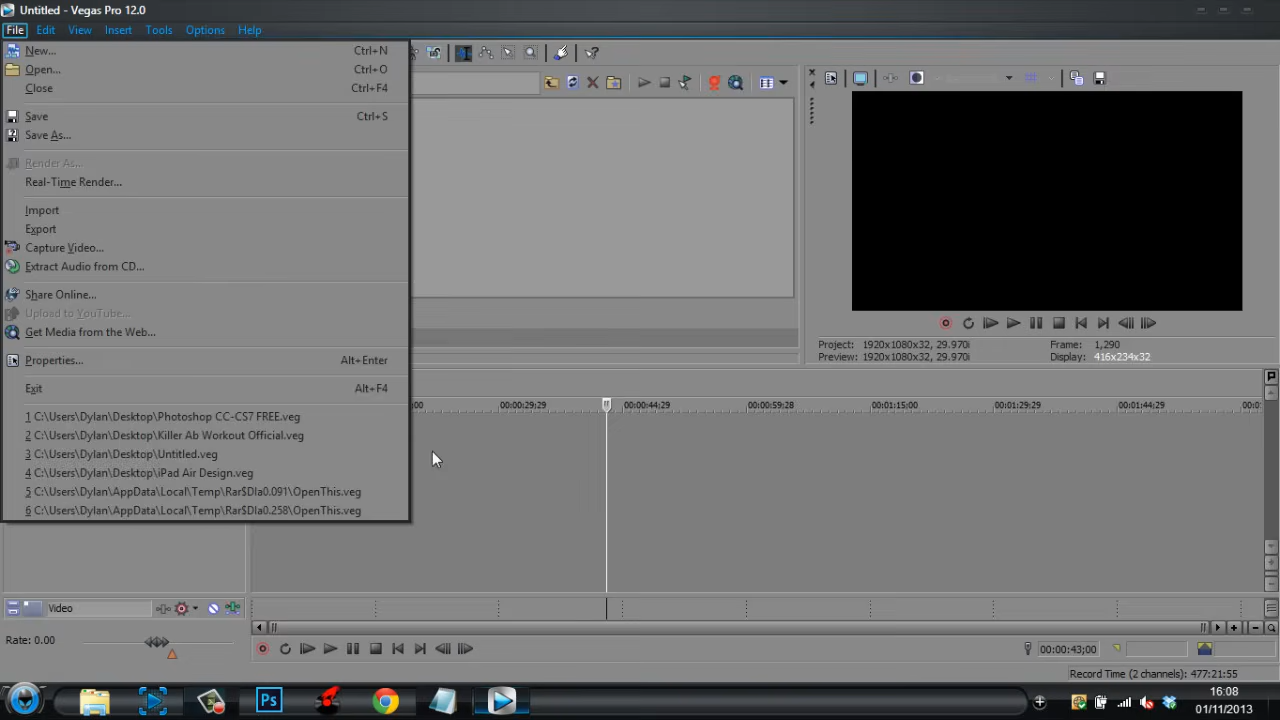 Untitled - Vegas Pro 12.0
File Edit View Insert Tools Options Help
New... Ctrl+N
Open... Ctrl+O
Close Ctrl+F4
Save Ctrl+S
Save As...
Render As...
Real-Time Render...
Import
Export
Capture Video...
Extract Audio from CD...
Share Online...
Upload to YouTube...
Get Media from the Web...
Properties... Alt+Enter
Exit Alt+F4
1 C:\Users\Dylan\Desktop\Photoshop CC-CS7 FREE.veg
2 C:\Users\Dylan\Desktop\Killer Ab Workout Official.veg
3 C:\Users\Dylan\Desktop\Untitled.veg
4 C:\Users\Dylan\Desktop\iPad Air Design.veg
5 C:\Users\Dylan\AppData\Local\Temp\Rar$DIa0.091\OpenThis.veg
6 C:\Users\Dylan\AppData\Local\Temp\Rar$DIa0.258\OpenThis.veg
Project: 1920x1080x32, 29.970i Frame: 1,290
Preview: 1920x1080x32, 29.970i Display: 416x234x32
:00 00:00:29;29 00:00:44;29 00:00:59;28 00:01:15;00 00:01:29;29 00:01:44;29 00:0
Video
Rate: 0.00
00:00:43;00
Record Time (2 channels): 477:21:55
Ps
16:08
01/11/2013